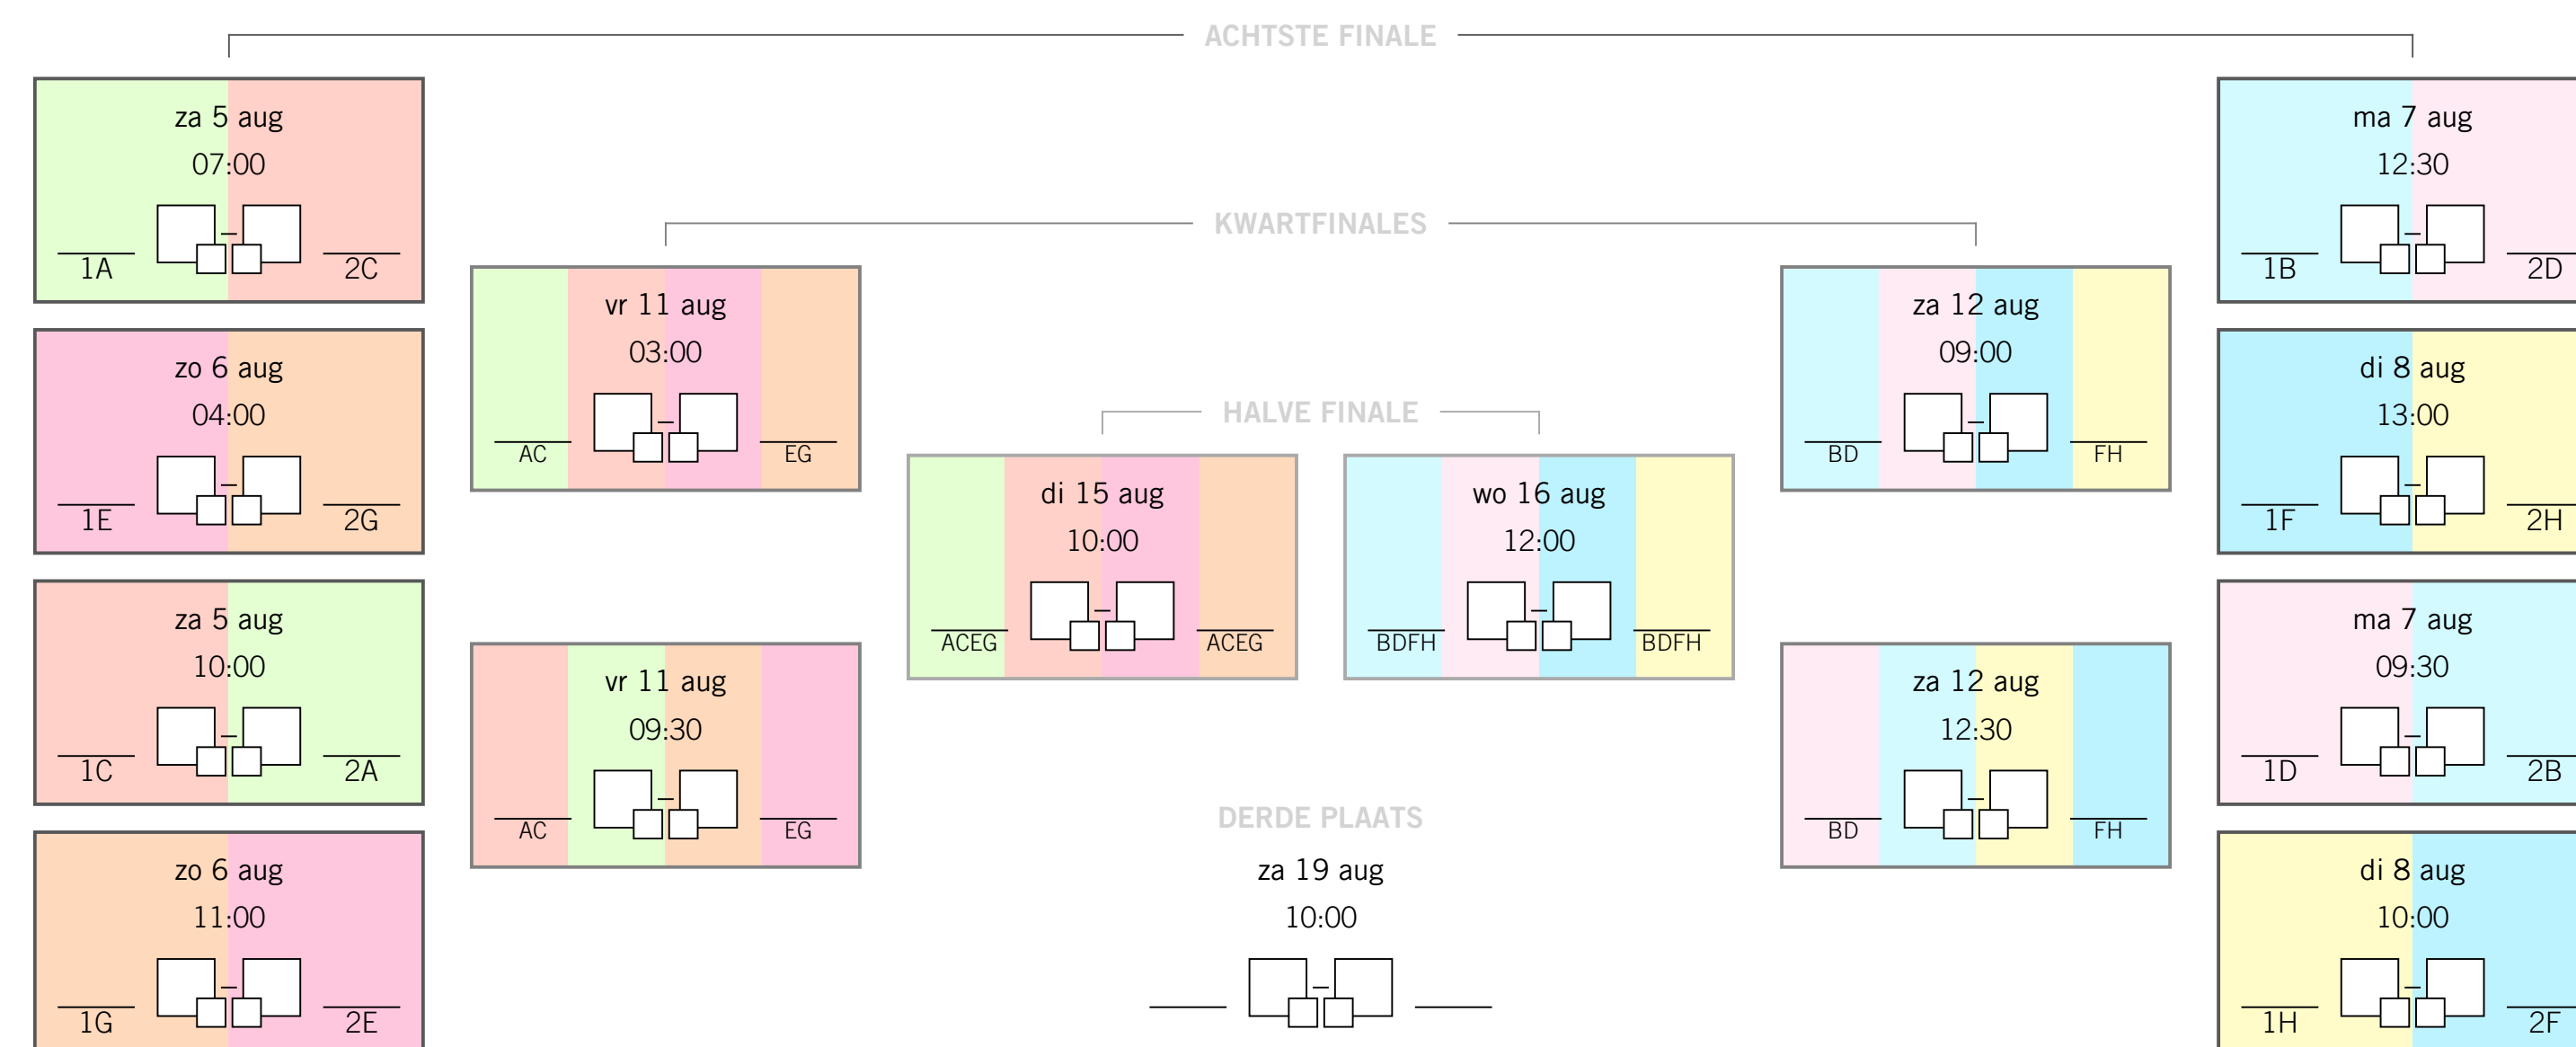 ACHTSTE FINALE
za 5 aug
07:00
1A – 2C
zo 6 aug
04:00
1E – 2G
za 5 aug
10:00
1C – 2A
zo 6 aug
11:00
1G – 2E
KWARTFINALES
vr 11 aug
03:00
AC – EG
vr 11 aug
09:30
AC – EG
HALVE FINALE
di 15 aug
10:00
ACEG – ACEG
wo 16 aug
12:00
BDFH – BDFH
DERDE PLAATS
za 19 aug
10:00
–
za 12 aug
09:00
BD – FH
za 12 aug
12:30
BD – FH
ma 7 aug
12:30
1B – 2D
di 8 aug
13:00
1F – 2H
ma 7 aug
09:30
1D – 2B
di 8 aug
10:00
1H – 2F